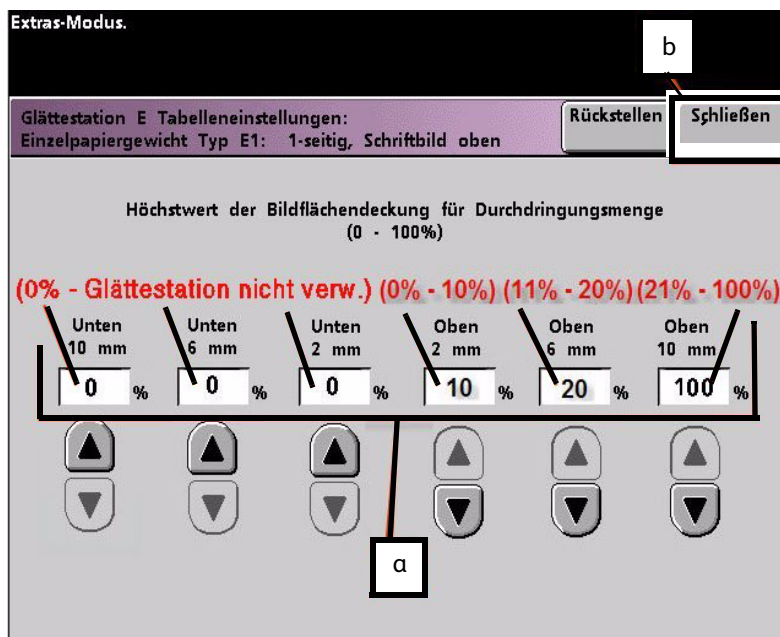 Extras-Modus.
b
Glättestation E Tabelleneinstellungen:
Einzelpapiergewicht Typ E1: 1-seitig, Schriftbild oben
Rückstellen
Schließen
Höchstwert der Bildflächendeckung für Durchdringungsmenge
(0 - 100%)
(0% - Glättestation nicht verw.) (0% - 10%) (11% - 20%) (21% - 100%)
Unten Unten Unten Oben Oben Oben
10 mm 6 mm 2 mm 2 mm 6 mm 10 mm
0 % 0 % 0 % 10 % 20 % 100 %
a